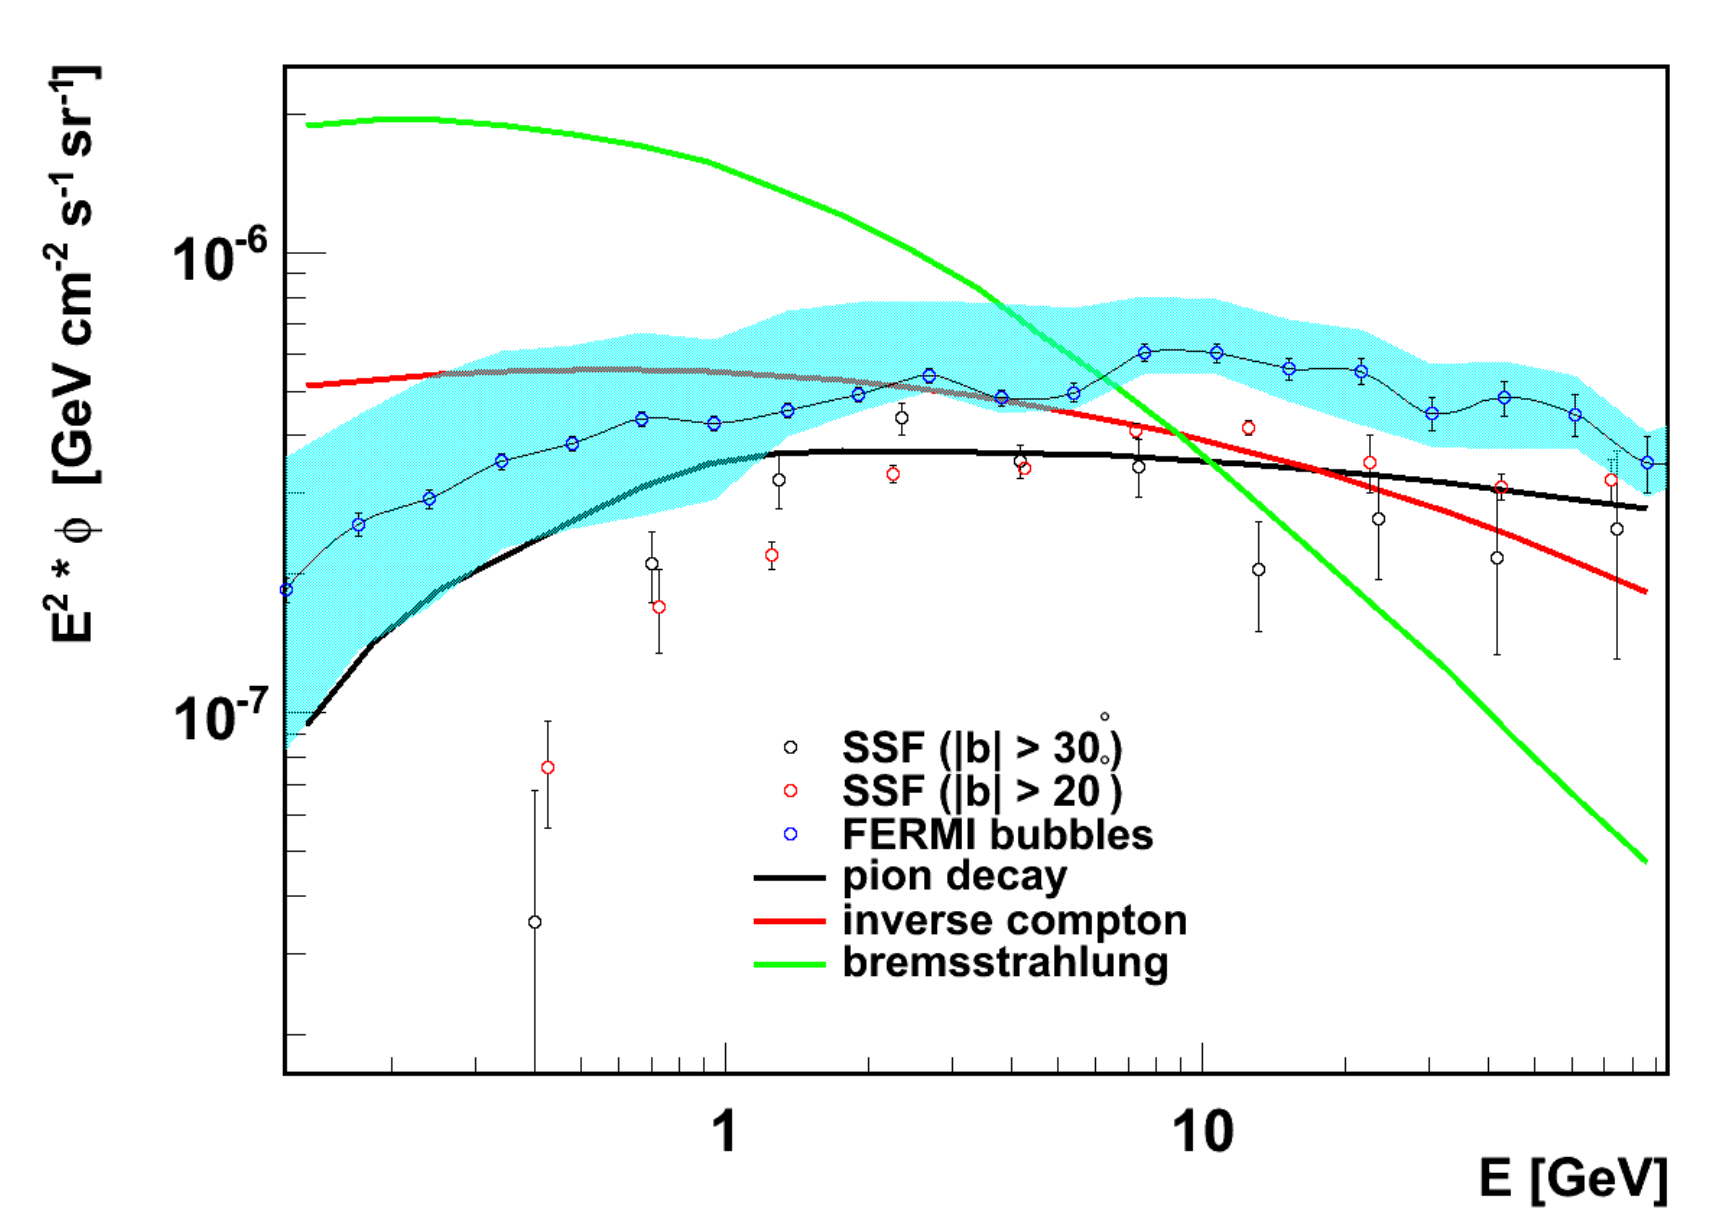 E² * ϕ [GeV cm⁻² s⁻¹ sr⁻¹]
10⁻⁶
10⁻⁷
SSF (|b| > 30°)
SSF (|b| > 20°)
FERMI bubbles
pion decay
inverse compton
bremsstrahlung
1 10
E [GeV]